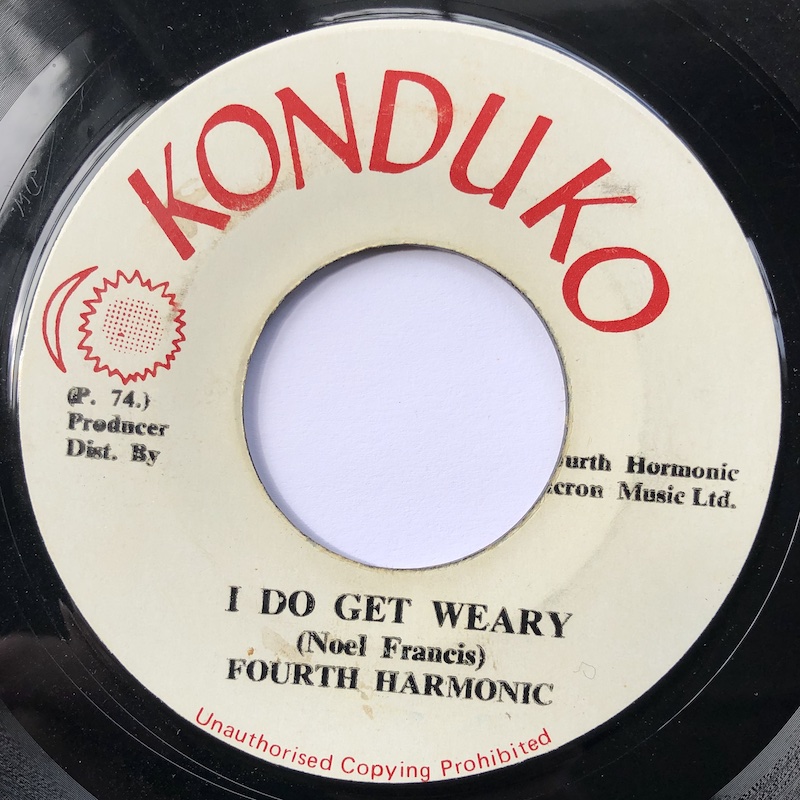 KONDUKO
(P. 74.)
Producer
Dist. By
urth Hormonic
cron Music Ltd.
I DO GET WEARY
(Noel Francis)
FOURTH HARMONIC
Unauthorised Copying Prohibited